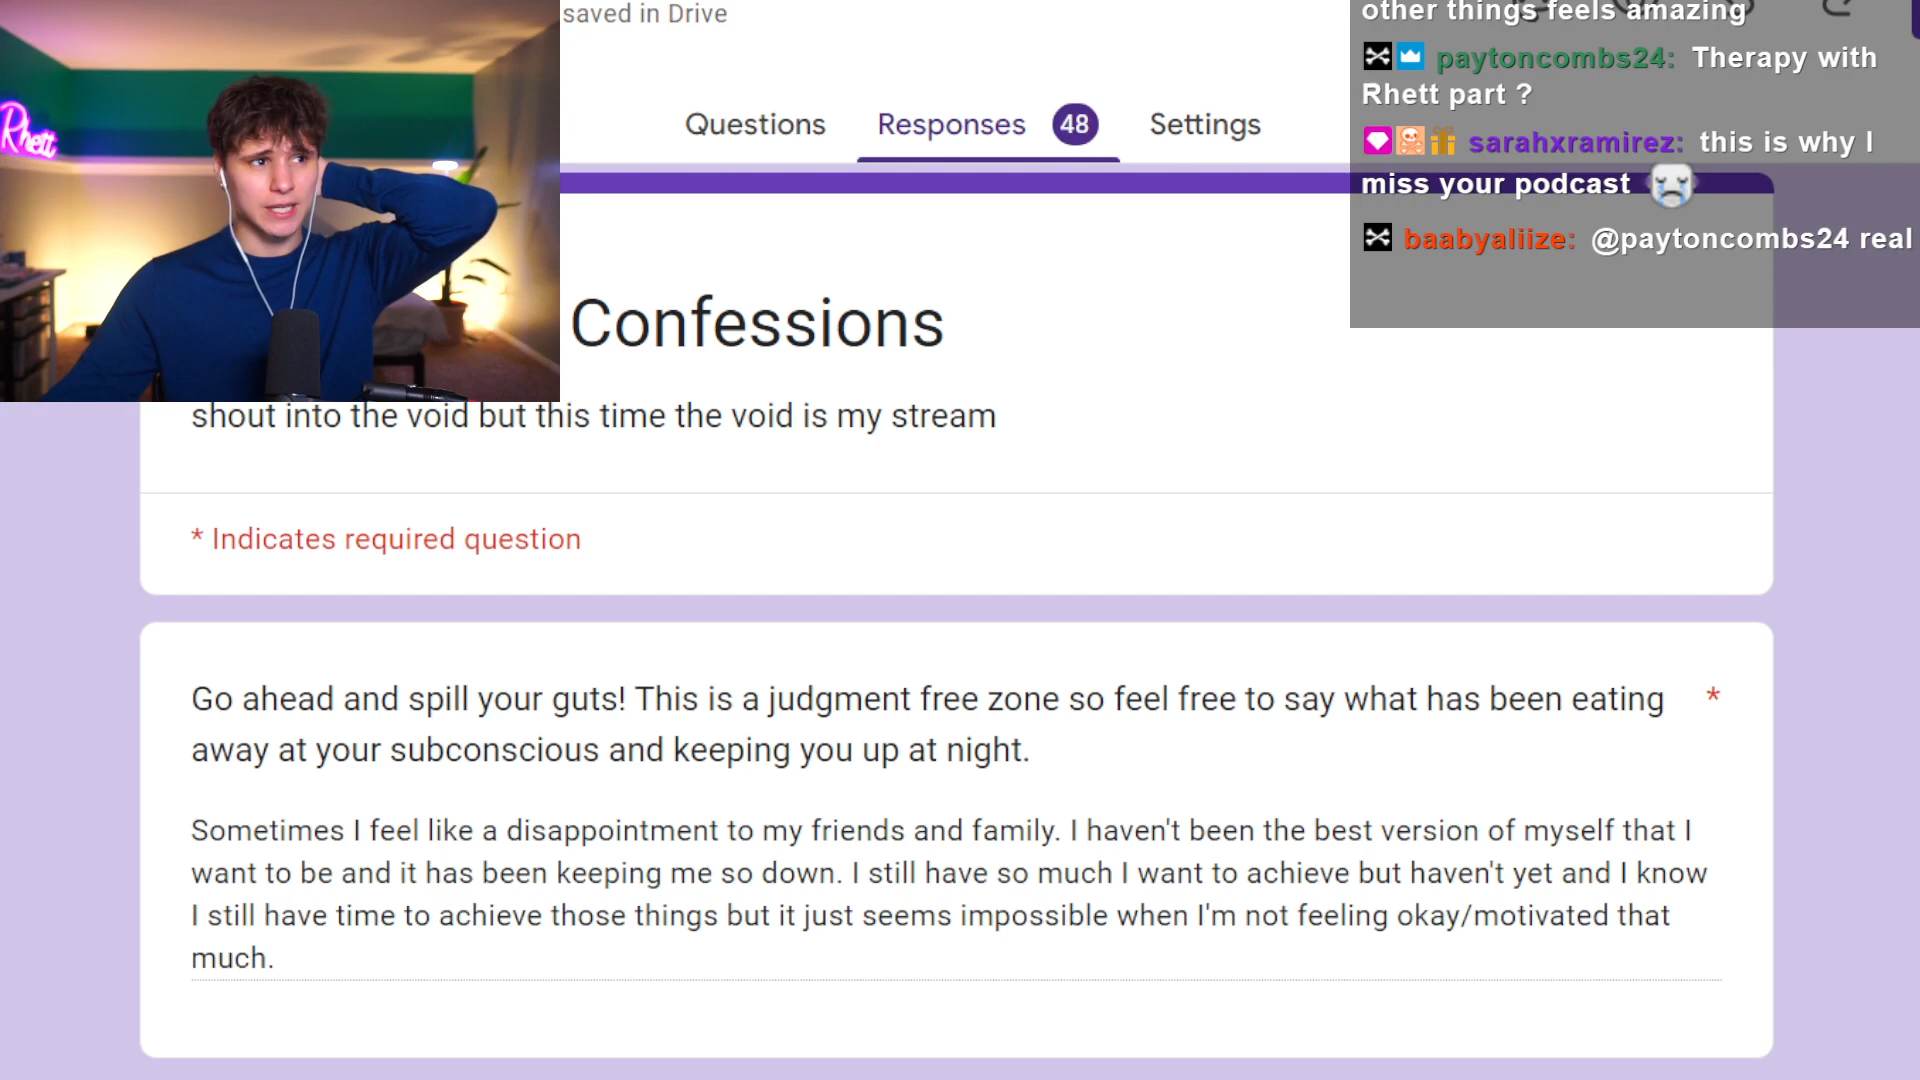 saved in Drive
other things feels amazing
paytoncombs24: Therapy with
Rhett part ?
sarahxramirez: this is why I
miss your podcast
baabyaliize: @paytoncombs24 real
Rhett
Questions Responses 48 Settings
Confessions
shout into the void but this time the void is my stream
* Indicates required question
Go ahead and spill your guts! This is a judgment free zone so feel free to say what has been eating *
away at your subconscious and keeping you up at night.
Sometimes I feel like a disappointment to my friends and family. I haven't been the best version of myself that I
want to be and it has been keeping me so down. I still have so much I want to achieve but haven't yet and I know
I still have time to achieve those things but it just seems impossible when I'm not feeling okay/motivated that
much.